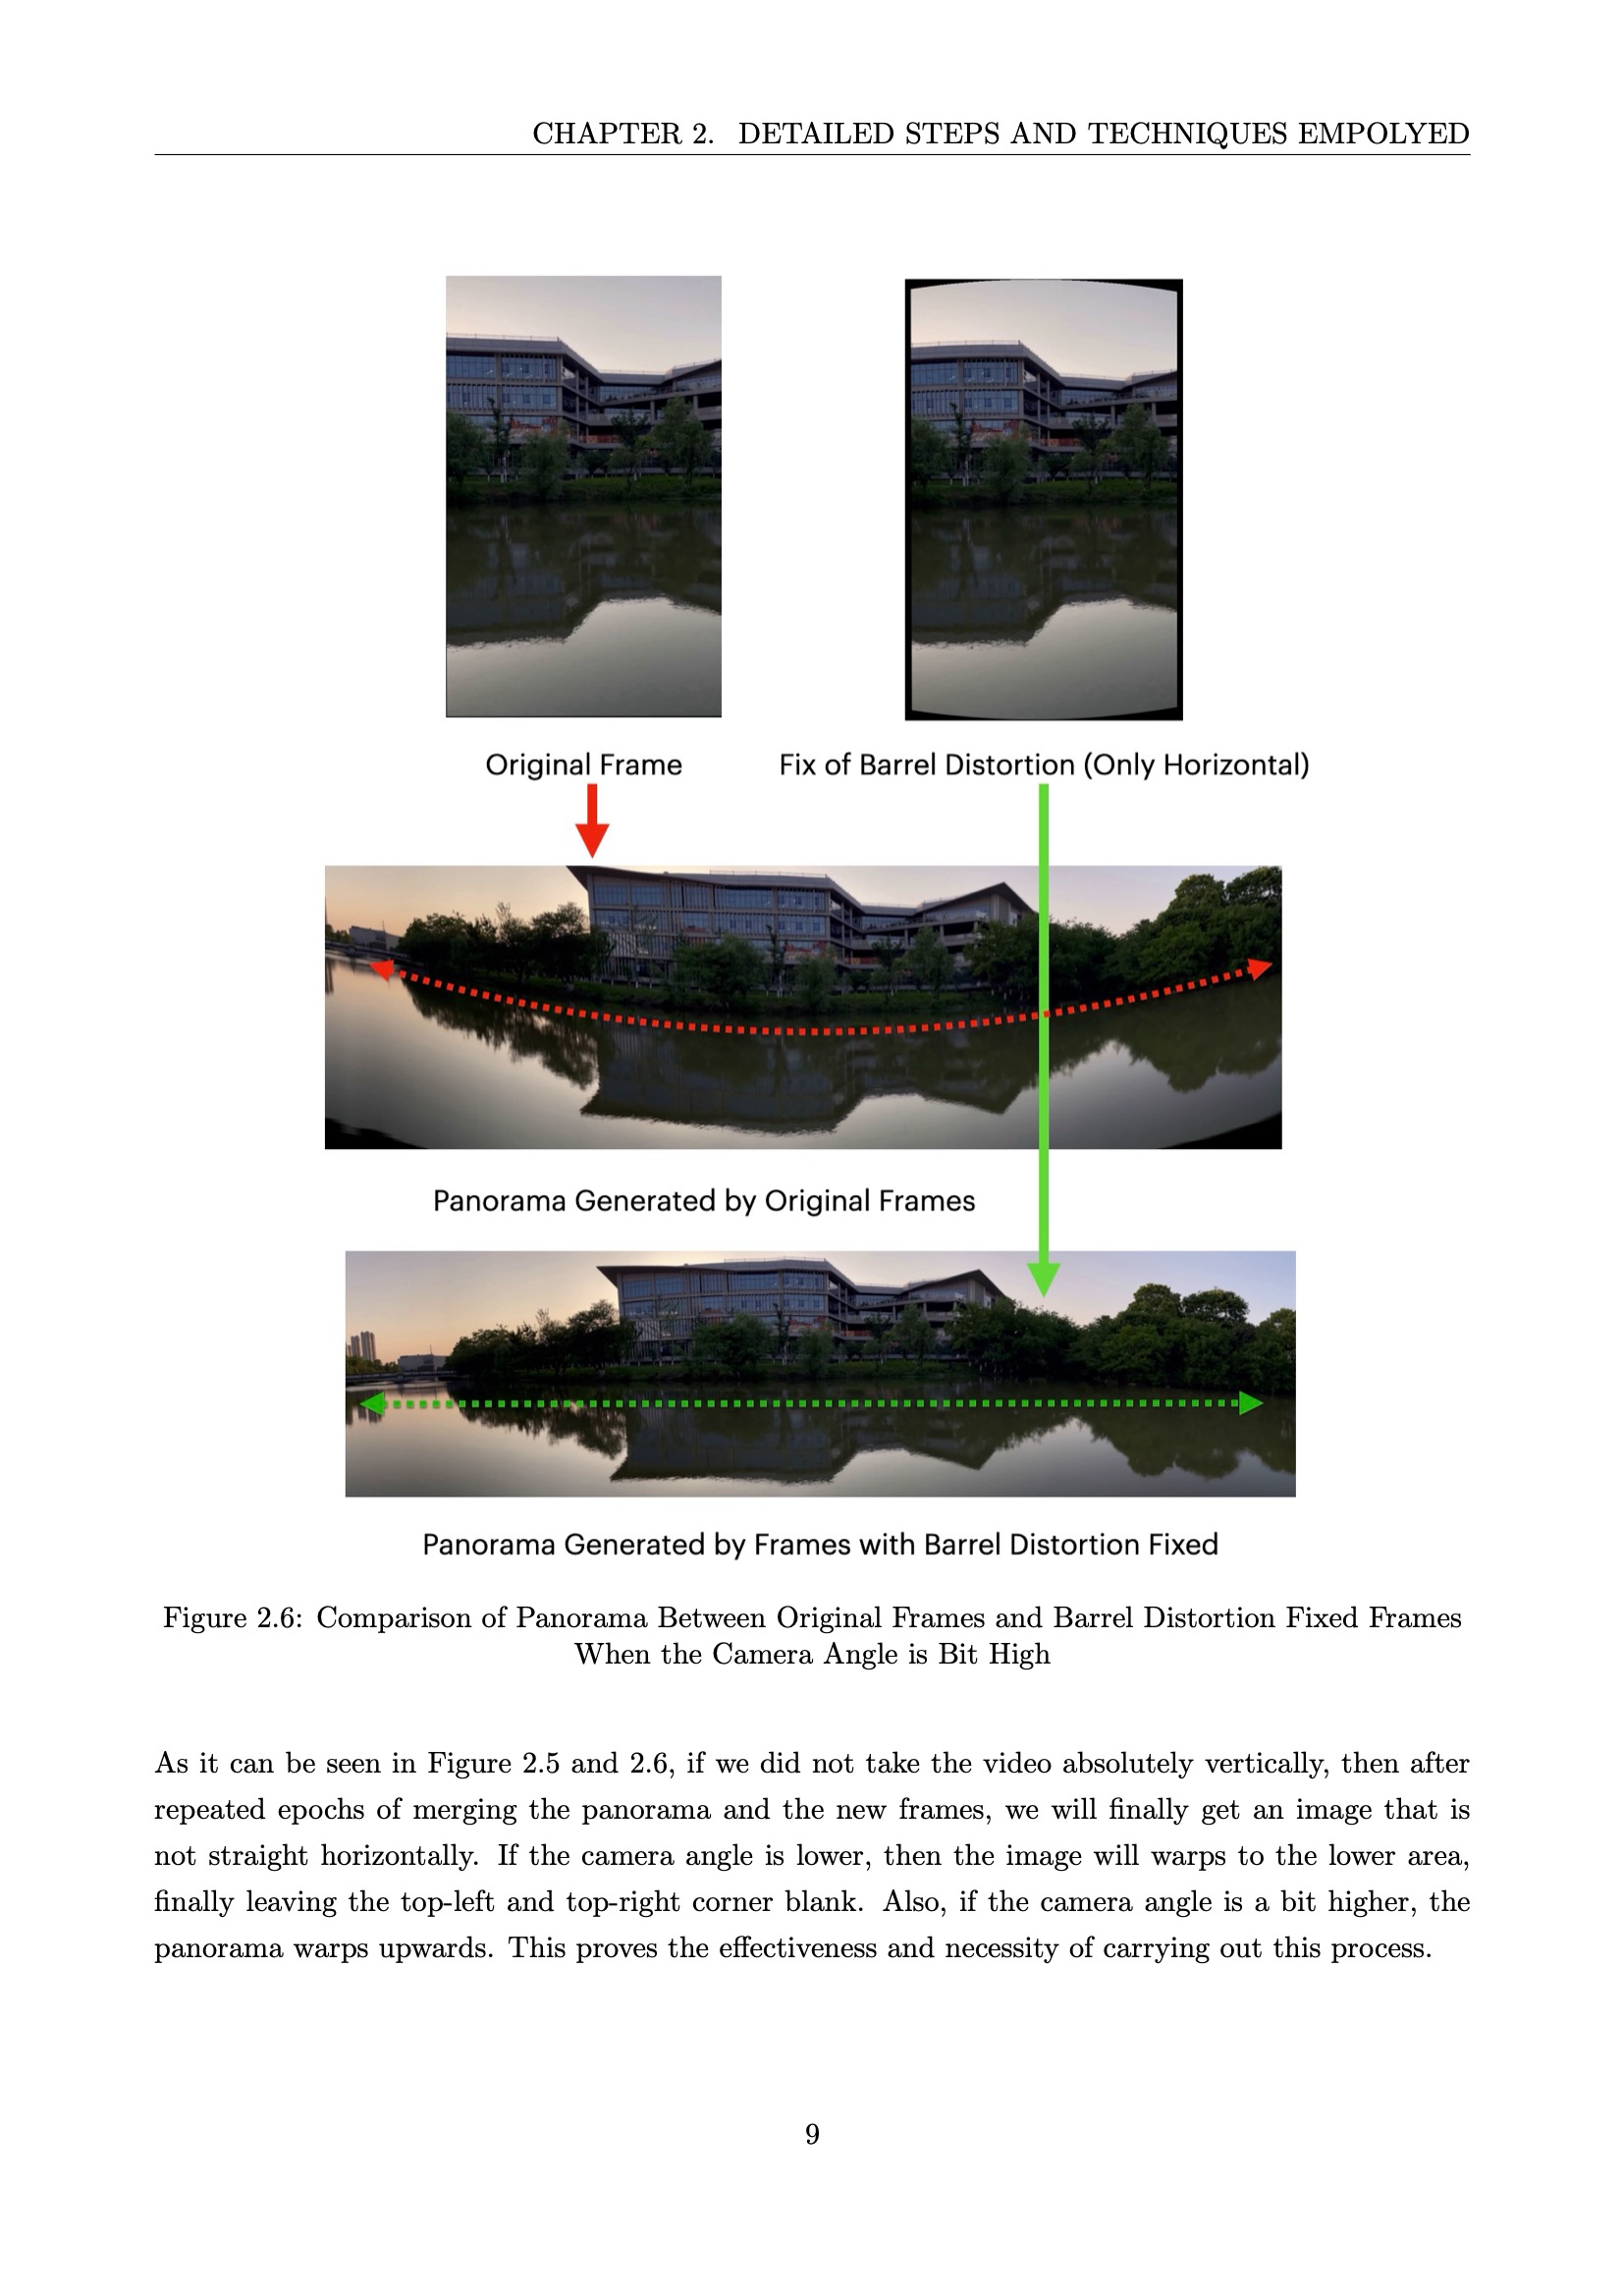 CHAPTER 2. DETAILED STEPS AND TECHNIQUES EMPOLYED
Original Frame
Fix of Barrel Distortion (Only Horizontal)
Panorama Generated by Original Frames
Panorama Generated by Frames with Barrel Distortion Fixed
Figure 2.6: Comparison of Panorama Between Original Frames and Barrel Distortion Fixed Frames
When the Camera Angle is Bit High
As it can be seen in Figure 2.5 and 2.6, if we did not take the video absolutely vertically, then after
repeated epochs of merging the panorama and the new frames, we will finally get an image that is
not straight horizontally. If the camera angle is lower, then the image will warps to the lower area,
finally leaving the top-left and top-right corner blank. Also, if the camera angle is a bit higher, the
panorama warps upwards. This proves the effectiveness and necessity of carrying out this process.
9